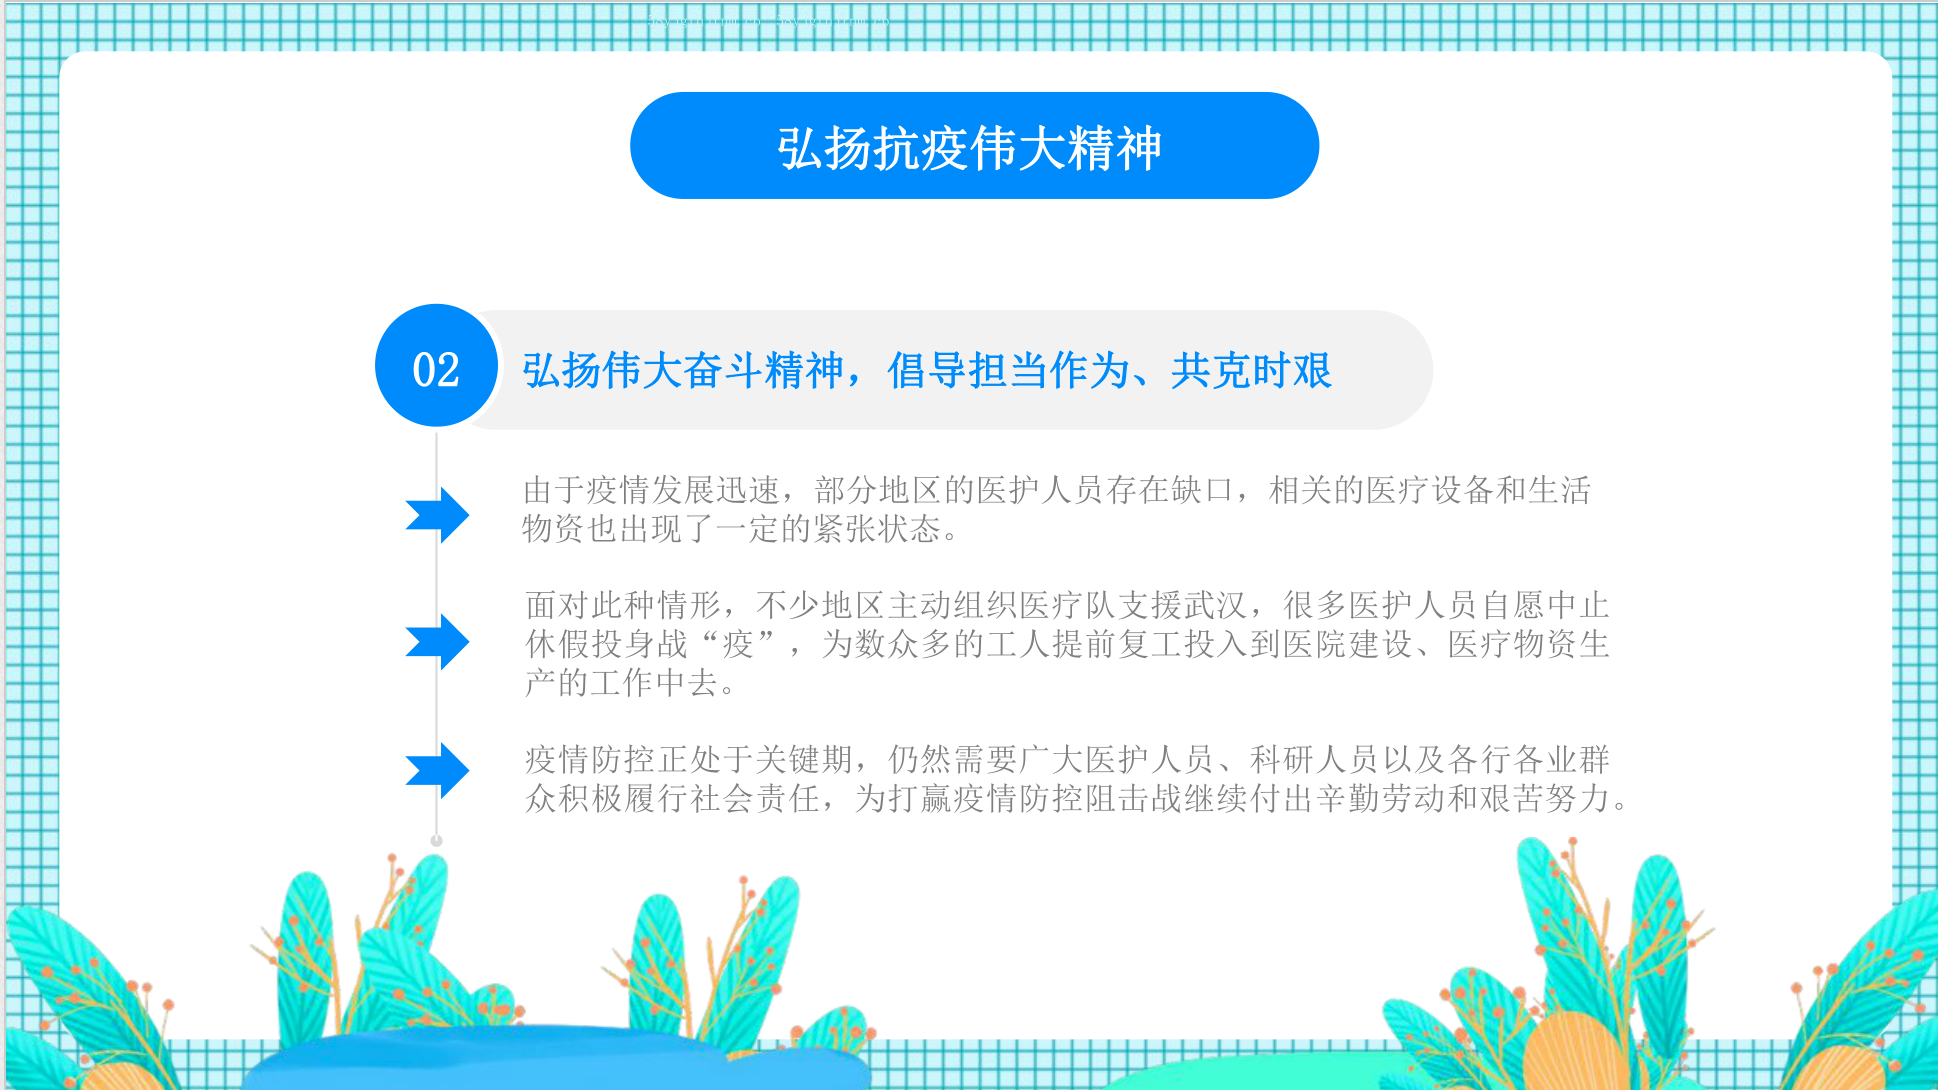 弘扬抗疫伟大精神
02
弘扬伟大奋斗精神，倡导担当作为、共克时艰
由于疫情发展迅速，部分地区的医护人员存在缺口，相关的医疗设备和生活
物资也出现了一定的紧张状态。
面对此种情形，不少地区主动组织医疗队支援武汉，很多医护人员自愿中止
休假投身战“疫”，为数众多的工人提前复工投入到医院建设、医疗物资生
产的工作中去。
疫情防控正处于关键期，仍然需要广大医护人员、科研人员以及各行各业群
众积极履行社会责任，为打赢疫情防控阻击战继续付出辛勤劳动和艰苦努力。